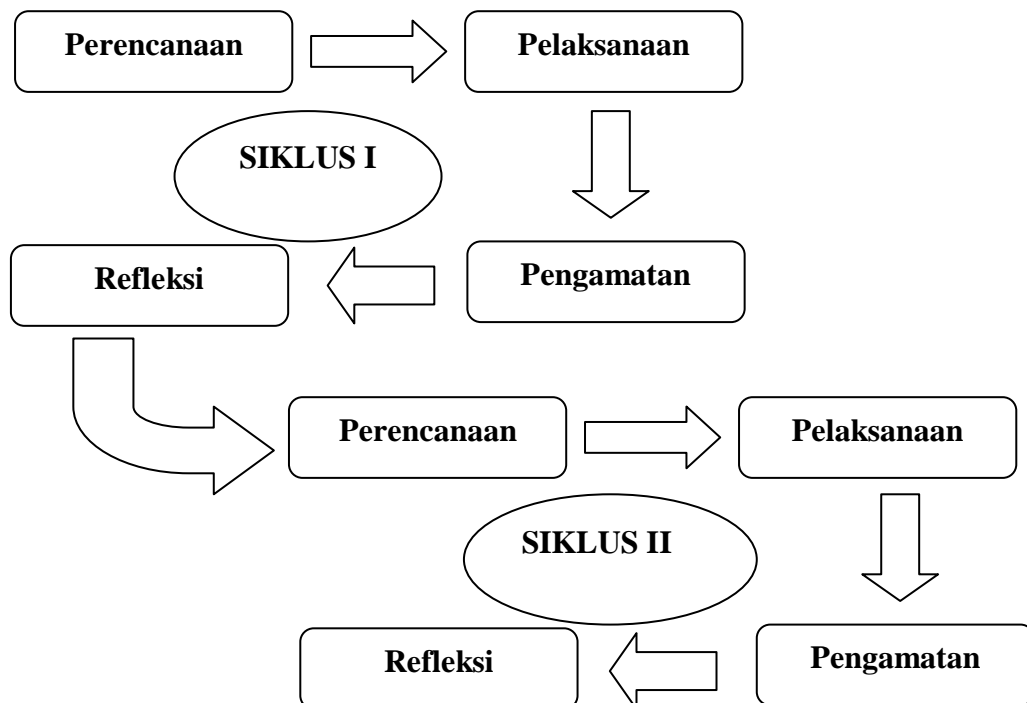 Perencanaan
Pelaksanaan
SIKLUS I
Refleksi
Pengamatan
Perencanaan
Pelaksanaan
SIKLUS II
Refleksi
Pengamatan